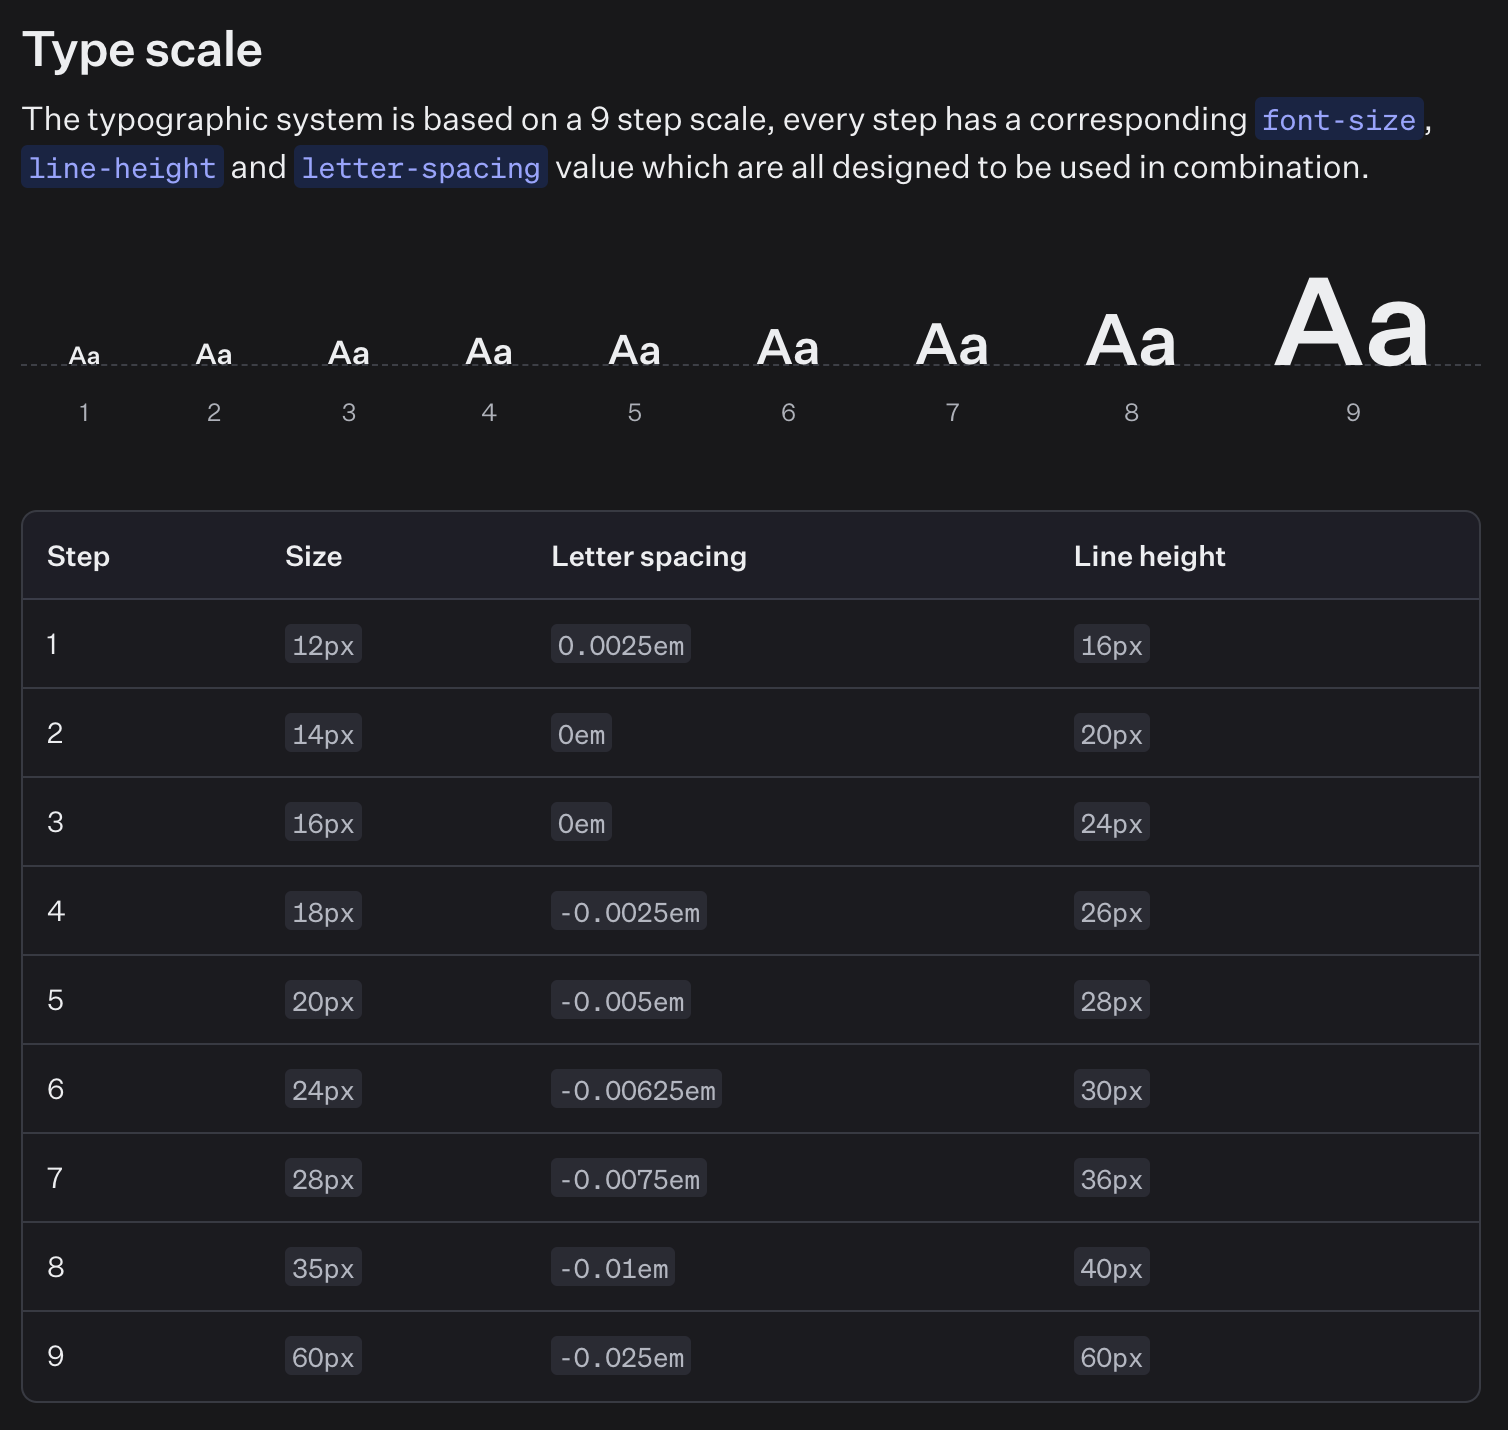 Type scale
The typographic system is based on a 9 step scale, every step has a corresponding font-size,
line-height and letter-spacing value which are all designed to be used in combination.
Aa Aa Aa Aa Aa Aa Aa Aa Aa
1 2 3 4 5 6 7 8 9
Step Size Letter spacing Line height
1 12px 0.0025em 16px
2 14px 0em 20px
3 16px 0em 24px
4 18px -0.0025em 26px
5 20px -0.005em 28px
6 24px -0.00625em 30px
7 28px -0.0075em 36px
8 35px -0.01em 40px
9 60px -0.025em 60px